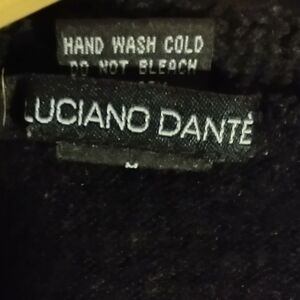 HAND WASH COLD
DO NOT BLEACH
LUCIANO DANTÉ
M